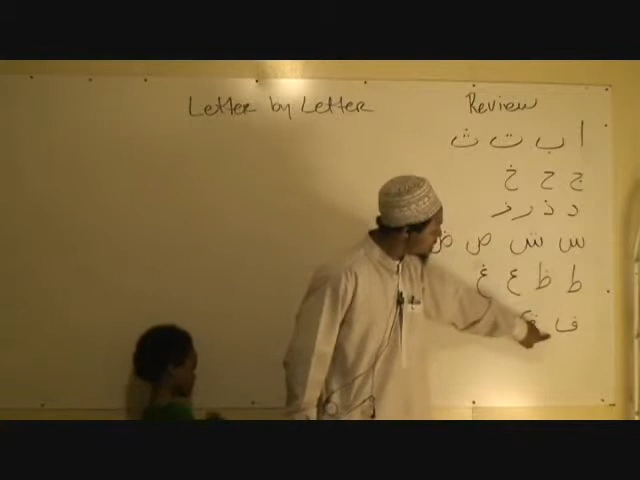 Letter by Letter
Review
ا ب ت ث
ج ح خ
د ذ ر ز
س ش ص ض
ط ظ ع غ
ف